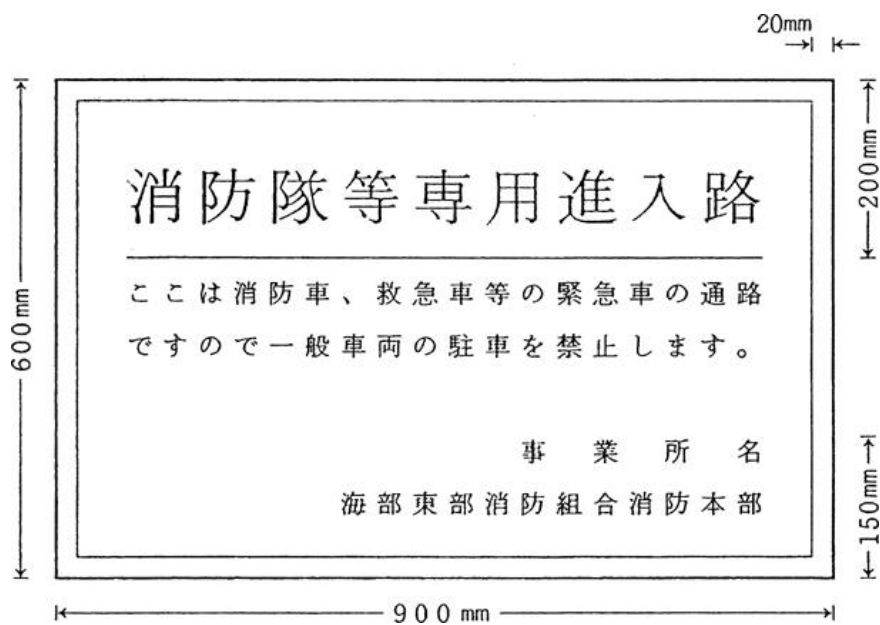 20mm
消防隊等専用進入路
200mm
ここは消防車、救急車等の緊急車の通路
ですので一般車両の駐車を禁止します。
600mm
事業所名
海部東部消防組合消防本部
150mm
900mm